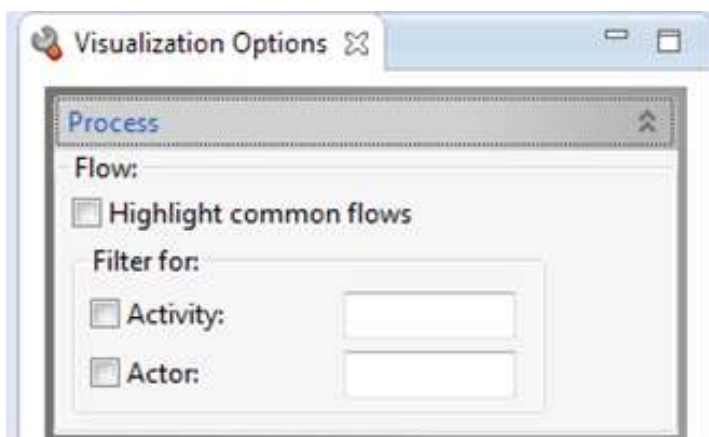 Visualization Options
Process
Flow:
Highlight common flows
Filter for:
Activity:
Actor: